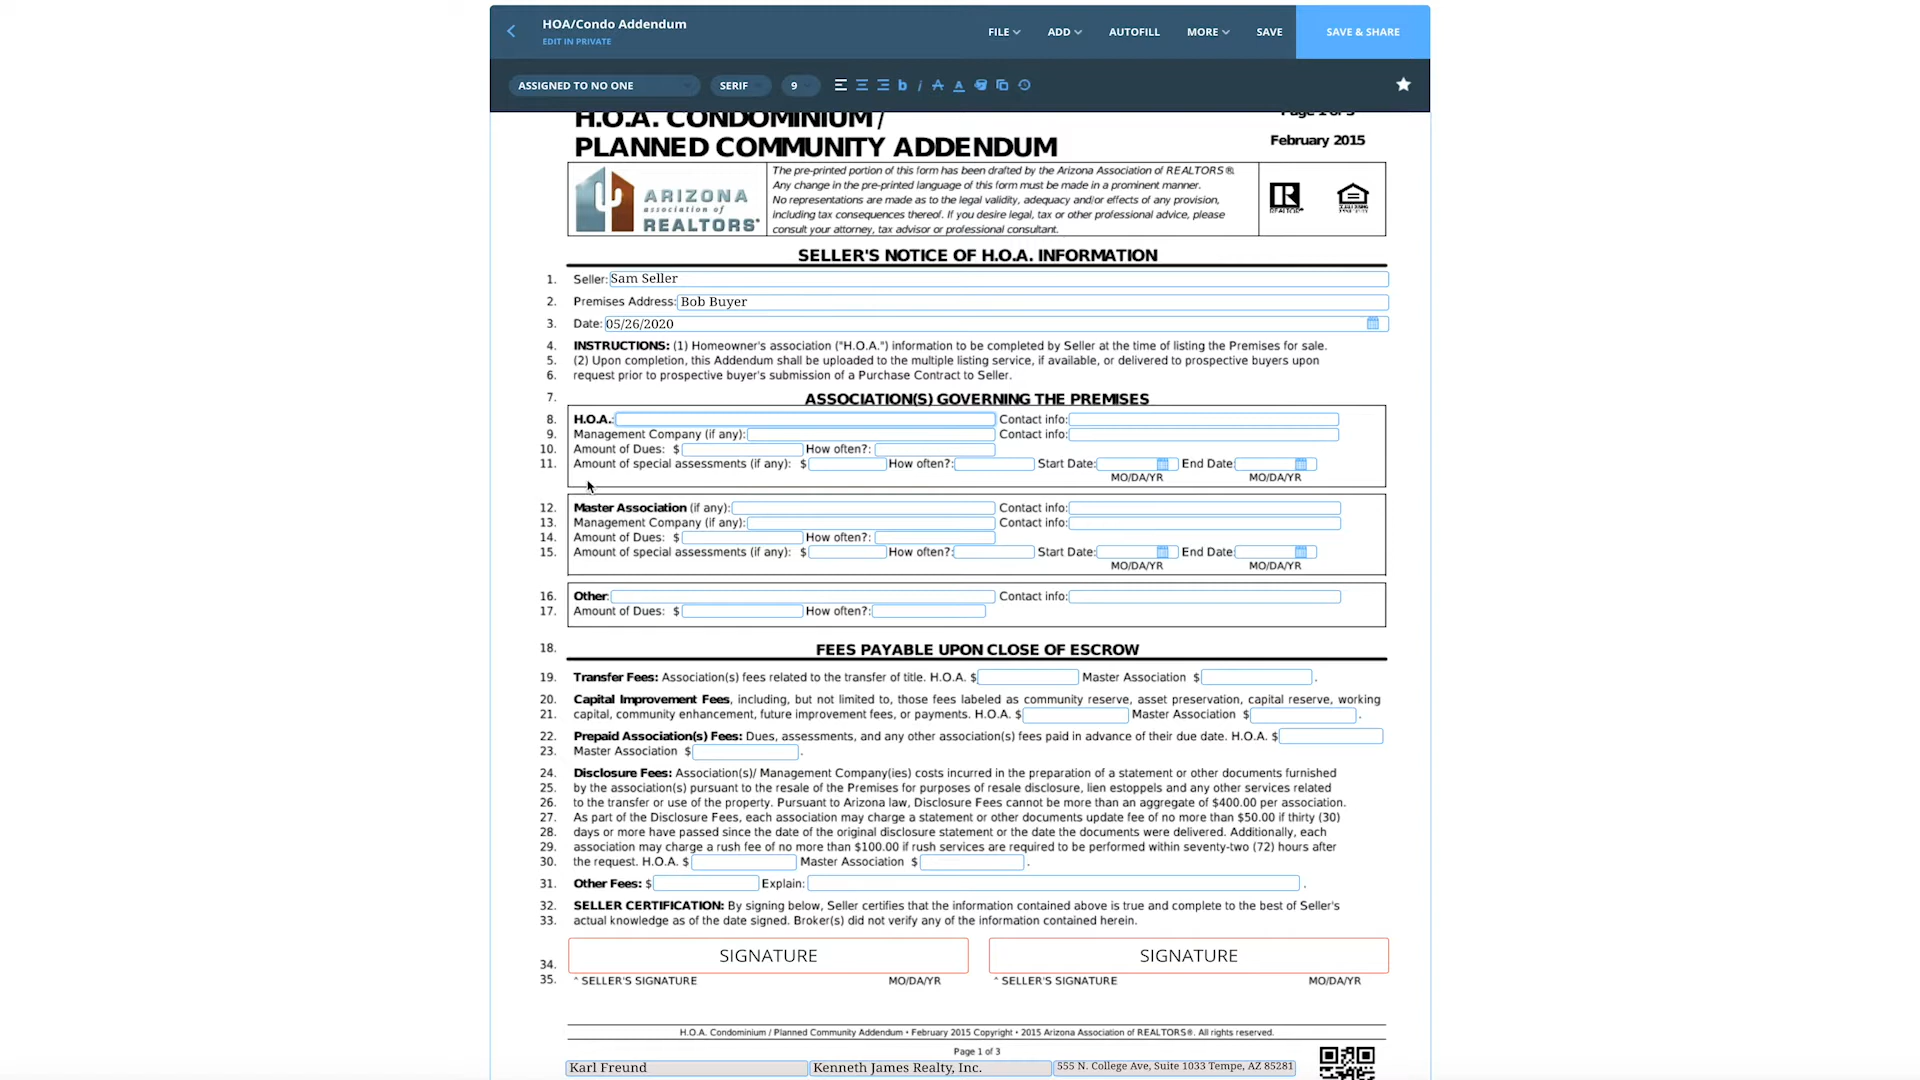 HOA/Condo Addendum
EDIT IN PRIVATE
FILE ADD AUTOFILL MORE SAVE SAVE & SHARE
ASSIGNED TO NO ONE SERIF 9
H.O.A. CONDOMINIUM /
PLANNED COMMUNITY ADDENDUM
Page 1 of 3
February 2015
ARIZONA
association of
REALTORS®
The pre-printed portion of this form has been drafted by the Arizona Association of REALTORS®.
Any change in the pre-printed language of this form must be made in a prominent manner.
No representations are made as to the legal validity, adequacy and/or effects of any provision,
including tax consequences thereof. If you desire legal, tax or other professional advice, please
consult your attorney, tax advisor or professional consultant.
REALTOR®
SELLER'S NOTICE OF H.O.A. INFORMATION
1. Seller: Sam Seller
2. Premises Address: Bob Buyer
3. Date: 05/26/2020
4. INSTRUCTIONS: (1) Homeowner's association ("H.O.A.") information to be completed by Seller at the time of listing the Premises for sale.
5. (2) Upon completion, this Addendum shall be uploaded to the multiple listing service, if available, or delivered to prospective buyers upon
6. request prior to prospective buyer's submission of a Purchase Contract to Seller.
7. ASSOCIATION(S) GOVERNING THE PREMISES
8. H.O.A.: Contact info:
9. Management Company (if any): Contact info:
10. Amount of Dues: $ How often?:
11. Amount of special assessments (if any): $ How often?: Start Date: End Date:
MO/DA/YR MO/DA/YR
12. Master Association (if any): Contact info:
13. Management Company (if any): Contact info:
14. Amount of Dues: $ How often?:
15. Amount of special assessments (if any): $ How often?: Start Date: End Date:
MO/DA/YR MO/DA/YR
16. Other: Contact info:
17. Amount of Dues: $ How often?:
18. FEES PAYABLE UPON CLOSE OF ESCROW
19. Transfer Fees: Association(s) fees related to the transfer of title. H.O.A. $ Master Association $ .
20. Capital Improvement Fees, including, but not limited to, those fees labeled as community reserve, asset preservation, capital reserve, working
21. capital, community enhancement, future improvement fees, or payments. H.O.A. $ Master Association $ .
22. Prepaid Association(s) Fees: Dues, assessments, and any other association(s) fees paid in advance of their due date. H.O.A. $
23. Master Association $ .
24. Disclosure Fees: Association(s)/ Management Company(ies) costs incurred in the preparation of a statement or other documents furnished
25. by the association(s) pursuant to the resale of the Premises for purposes of resale disclosure, lien estoppels and any other services related
26. to the transfer or use of the property. Pursuant to Arizona law, Disclosure Fees cannot be more than an aggregate of $400.00 per association.
27. As part of the Disclosure Fees, each association may charge a statement or other documents update fee of no more than $50.00 if thirty (30)
28. days or more have passed since the date of the original disclosure statement or the date the documents were delivered. Additionally, each
29. association may charge a rush fee of no more than $100.00 if rush services are required to be performed within seventy-two (72) hours after
30. the request. H.O.A. $ Master Association $ .
31. Other Fees: $ Explain: .
32. SELLER CERTIFICATION: By signing below, Seller certifies that the information contained above is true and complete to the best of Seller's
33. actual knowledge as of the date signed. Broker(s) did not verify any of the information contained herein.
SIGNATURE SIGNATURE
34.
35. ^ SELLER'S SIGNATURE MO/DA/YR ^ SELLER'S SIGNATURE MO/DA/YR
H.O.A. Condominium / Planned Community Addendum • February 2015 Copyright • 2015 Arizona Association of REALTORS®. All rights reserved.
Page 1 of 3
Karl Freund Kenneth James Realty, Inc. 555 N. College Ave, Suite 1033 Tempe, AZ 85281